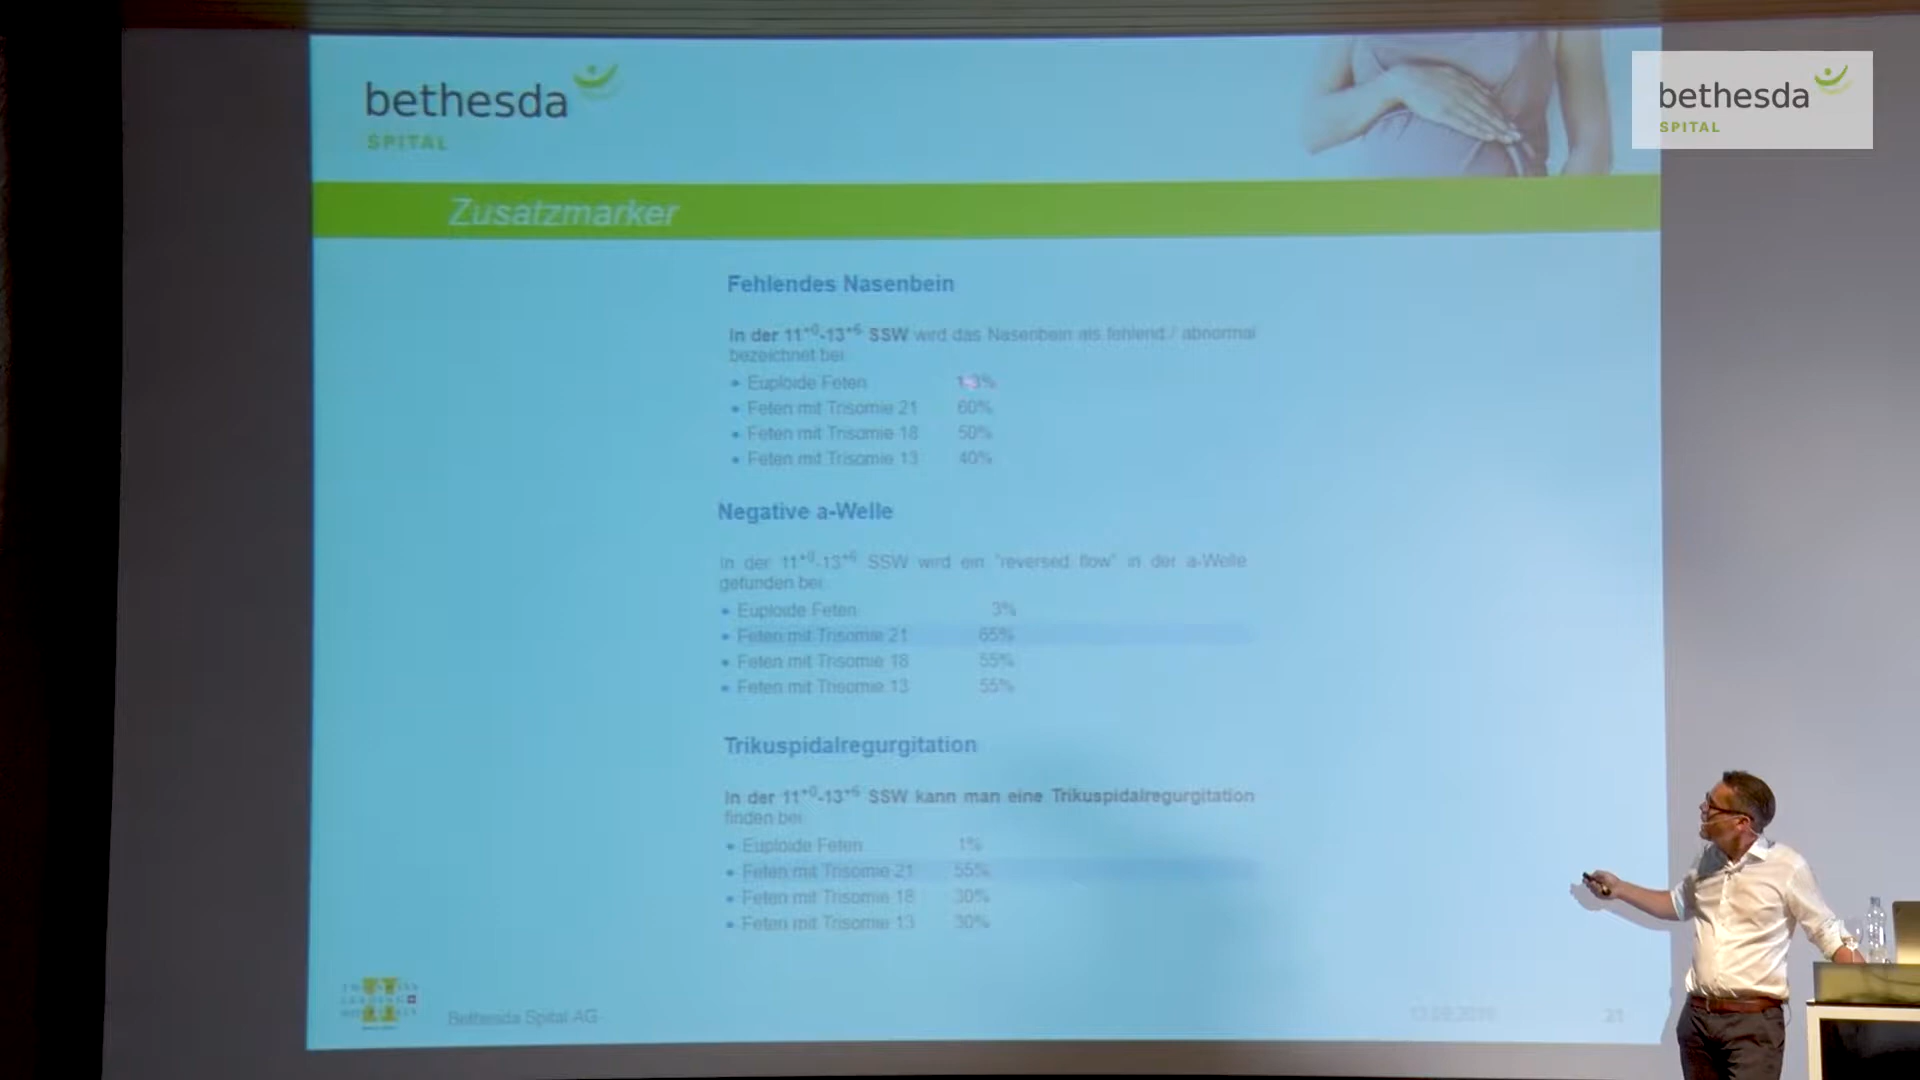 bethesda
SPITAL
bethesda
SPITAL
Zusatzmarker
Fehlendes Nasenbein
In der 11⁺⁰-13⁺⁶ SSW wird das Nasenbein als fehlend / abnormal
bezeichnet bei
• Euploide Feten 1-3%
• Feten mit Trisomie 21 60%
• Feten mit Trisomie 18 50%
• Feten mit Trisomie 13 40%
Negative a-Welle
In der 11⁺⁰-13⁺⁶ SSW wird ein "reversed flow" in der a-Welle
gefunden bei
• Euploide Feten 3%
• Feten mit Trisomie 21 65%
• Feten mit Trisomie 18 55%
• Feten mit Trisomie 13 55%
Trikuspidalregurgitation
In der 11⁺⁰-13⁺⁶ SSW kann man eine Trikuspidalregurgitation
finden bei
• Euploide Feten 1%
• Feten mit Trisomie 21 55%
• Feten mit Trisomie 18 30%
• Feten mit Trisomie 13 30%
Bethesda Spital AG
21